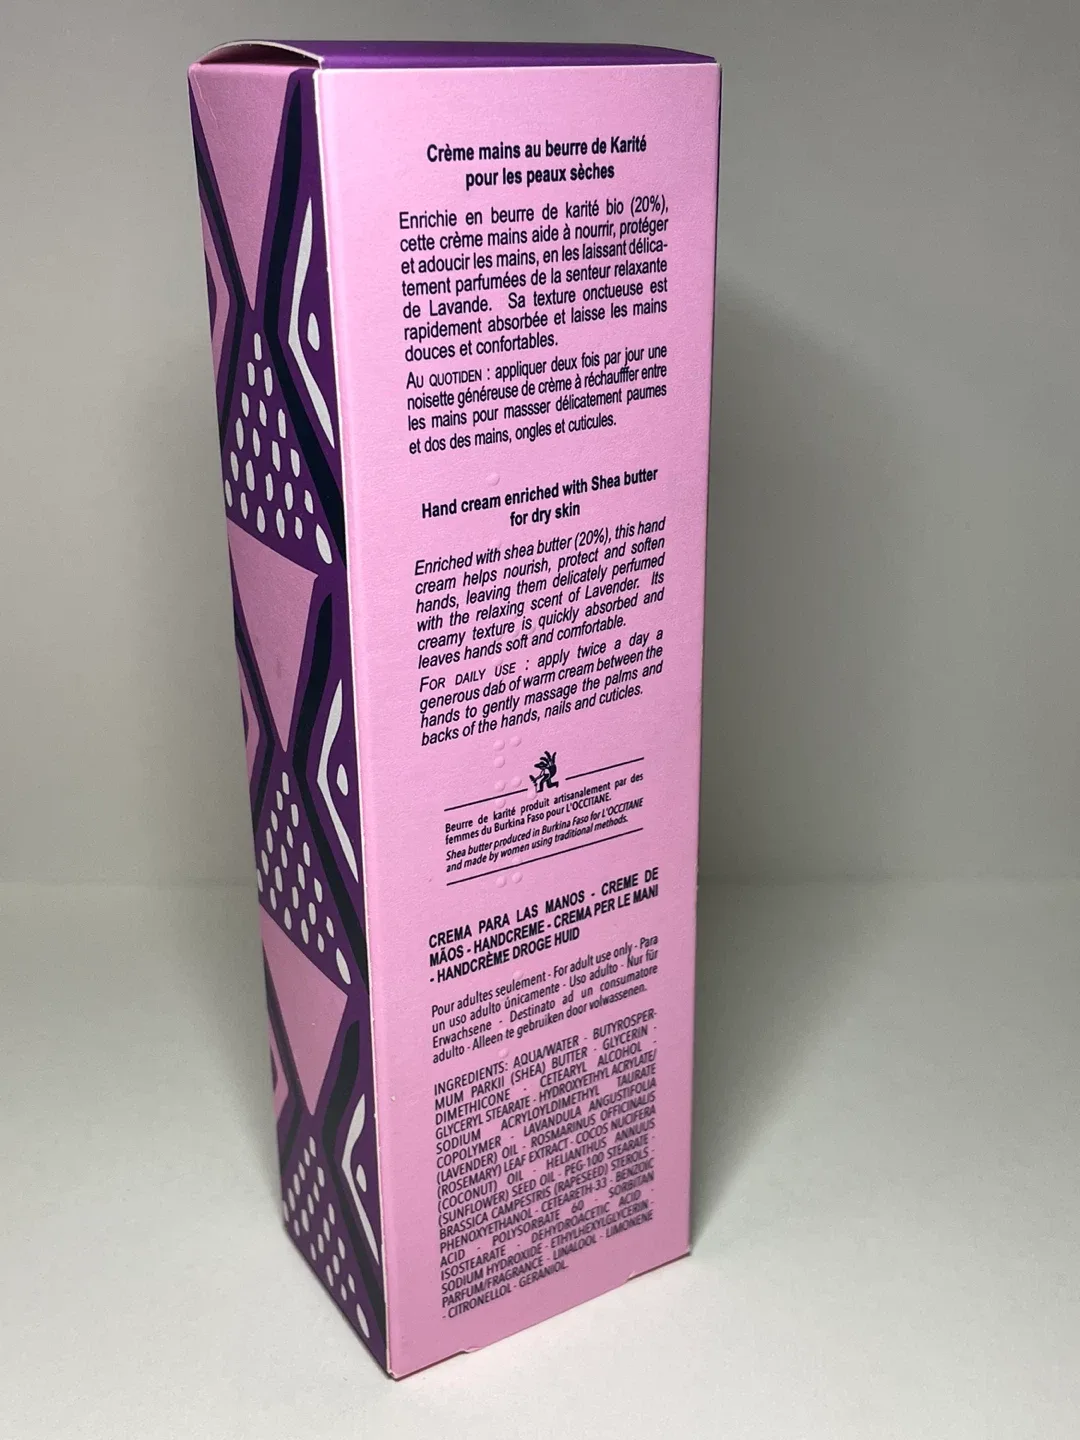 Crème mains au beurre de Karité
pour les peaux sèches
Enrichie en beurre de karité bio (20%),
cette crème mains aide à nourrir, protéger
et adoucir les mains, en les laissant délica-
tement parfumées de la senteur relaxante
de Lavande. Sa texture onctueuse est
rapidement absorbée et laisse les mains
douces et confortables.
AU QUOTIDEN : appliquer deux fois par jour une
noisette généreuse de crème à réchaufffer entre
les mains pour massser délicatement paumes
et dos des mains, ongles et cuticules.
Hand cream enriched with Shea butter
for dry skin
Enriched with shea butter (20%), this hand
cream helps nourish, protect and soften
hands, leaving them delicately perfumed
with the relaxing scent of Lavender. Its
creamy texture is quickly absorbed and
leaves hands soft and comfortable.
FOR DAILY USE : apply twice a day a
generous dab of warm cream between the
hands to gently massage the palms and
backs of the hands, nails and cuticles.
Beurre de karité produit artisanalement par des
femmes du Burkina Faso pour L'OCCITANE.
Shea butter produced in Burkina Faso for L'OCCITANE
and made by women using traditional methods.
CREMA PARA LAS MANOS - CREME DE
MÃOS - HANDCREME - CREMA PER LE MANI
- HANDCRÈME DROGE HUID
Pour adultes seulement - For adult use only - Para
un uso adulto únicamente - Uso adulto - Nur für
Erwachsene - Destinato ad un consumatore
adulto - Alleen te gebruiken door volwassenen.
INGREDIENTS: AQUA/WATER - BUTYROSPER-
MUM PARKII (SHEA) BUTTER - GLYCERIN -
DIMETHICONE - CETEARYL ALCOHOL -
GLYCERYL STEARATE - HYDROXYETHYL ACRYLATE/
SODIUM ACRYLOYLDIMETHYL TAURATE
COPOLYMER - LAVANDULA ANGUSTIFOLIA
(LAVENDER) OIL - ROSMARINUS OFFICINALIS
(ROSEMARY) LEAF EXTRACT - COCOS NUCIFERA
(COCONUT) OIL - HELIANTHUS ANNUUS
(SUNFLOWER) SEED OIL - PEG-100 STEARATE -
BRASSICA CAMPESTRIS (RAPESEED) STEROLS -
PHENOXYETHANOL - CETEARETH-33 - BENZOIC
ACID - POLYSORBATE 60 - SORBITAN
ISOSTEARATE - DEHYDROACETIC ACID -
SODIUM HYDROXIDE - ETHYLHEXYLGLYCERIN -
PARFUM/FRAGRANCE - LINALOOL - LIMONENE
- CITRONELLOL - GERANIOL.